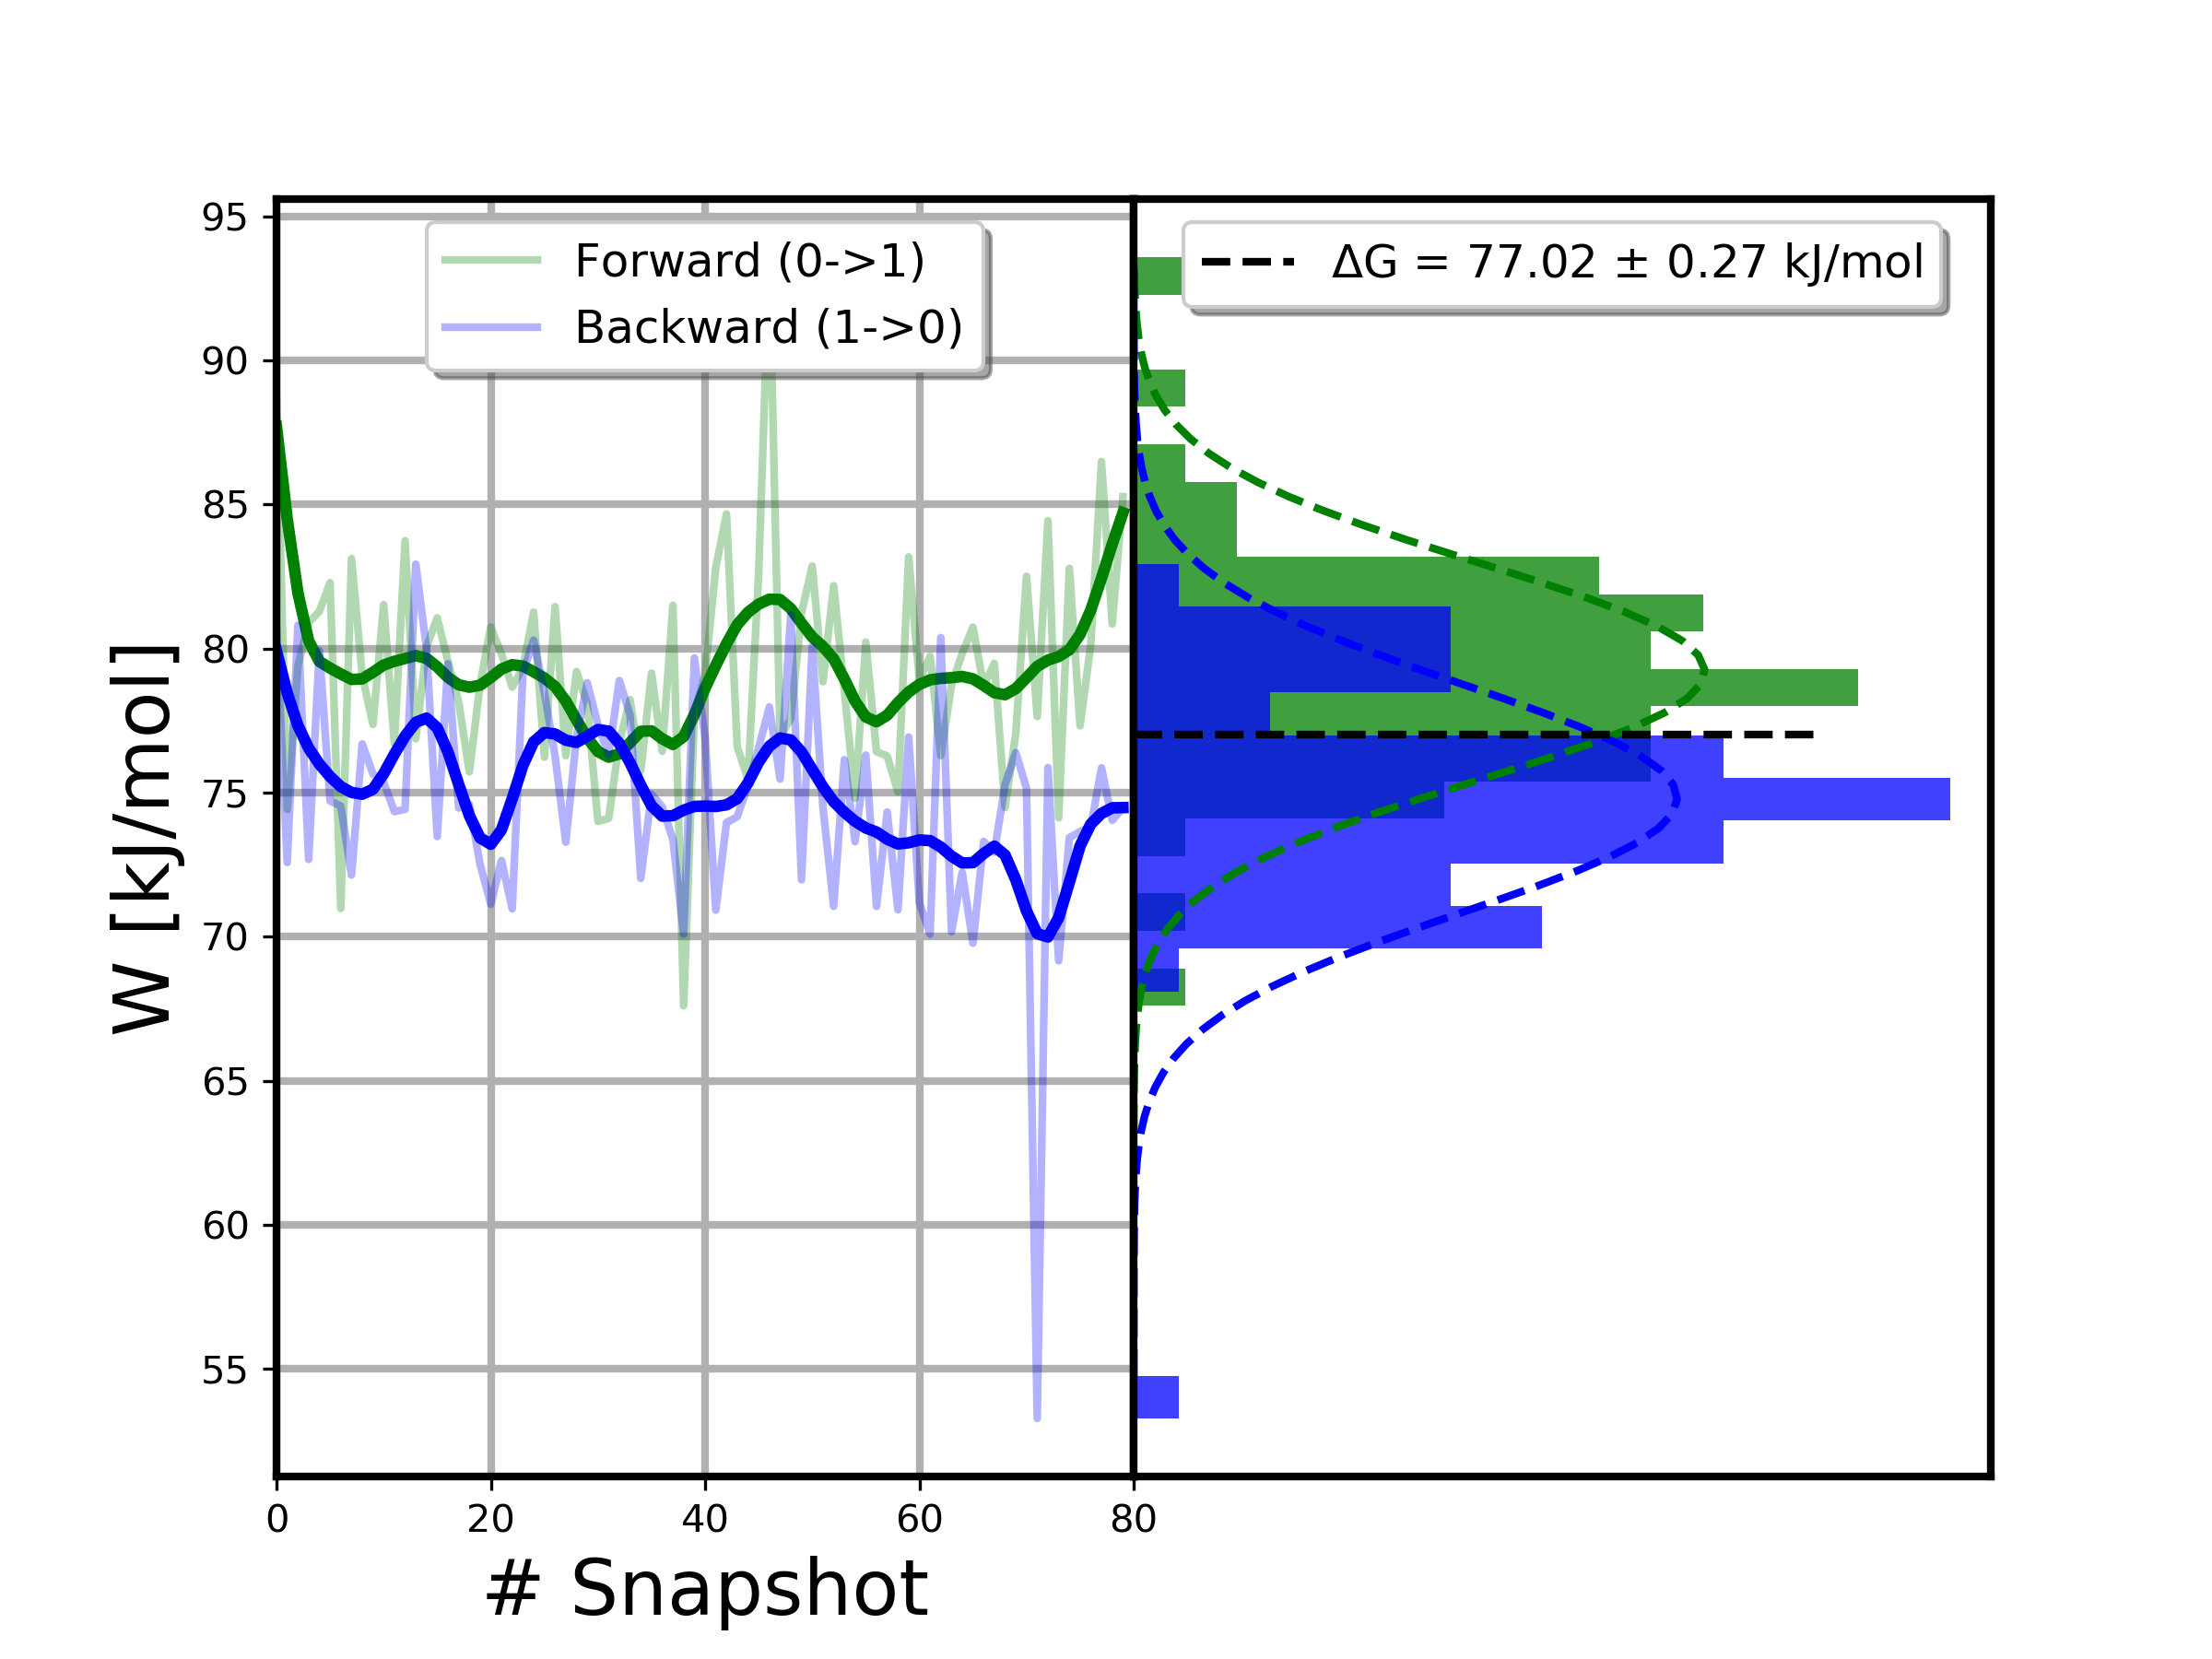 95
90
85
80
75
70
65
60
55
W [kJ/mol]
Forward (0->1)
Backward (1->0)
ΔG = 77.02 ± 0.27 kJ/mol
0 20 40 60 80
# Snapshot